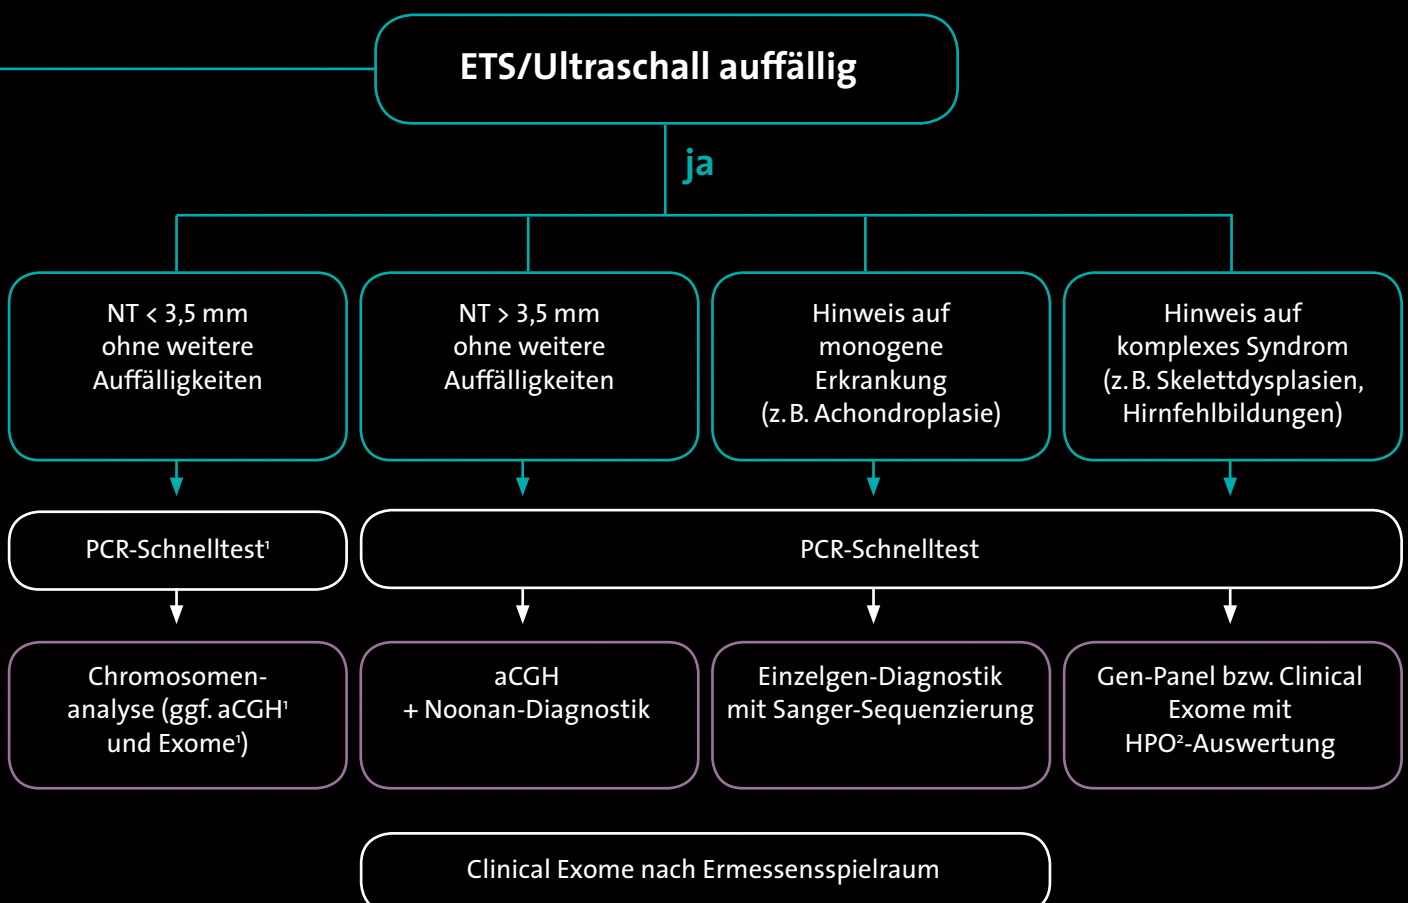 ETS/Ultraschall auffällig
ja
NT < 3,5 mm
ohne weitere
Auffälligkeiten
NT > 3,5 mm
ohne weitere
Auffälligkeiten
Hinweis auf
monogene
Erkrankung
(z. B. Achondroplasie)
Hinweis auf
komplexes Syndrom
(z. B. Skelettdysplasien,
Hirnfehlbildungen)
PCR-Schnelltest¹
PCR-Schnelltest
Chromosomen-
analyse (ggf. aCGH¹
und Exome¹)
aCGH
+ Noonan-Diagnostik
Einzelgen-Diagnostik
mit Sanger-Sequenzierung
Gen-Panel bzw. Clinical
Exome mit
HPO²-Auswertung
Clinical Exome nach Ermessensspielraum